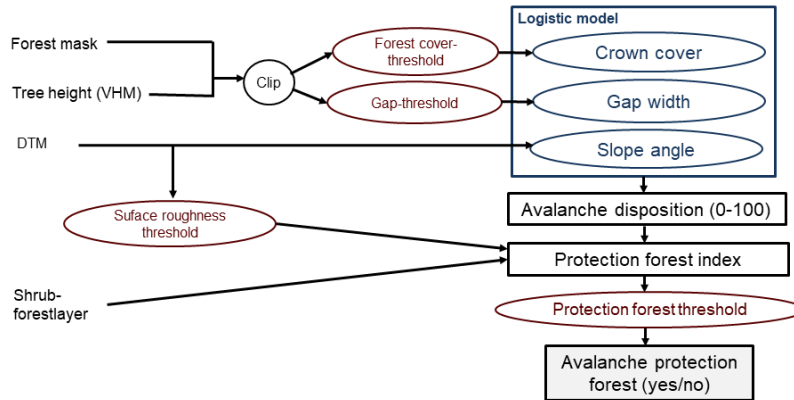 Logistic model
Forest mask
Forest cover-
threshold
Crown cover
Clip
Tree height (VHM)
Gap-threshold
Gap width
DTM
Slope angle
Suface roughness
threshold
Avalanche disposition (0-100)
Protection forest index
Shrub-
forestlayer
Protection forest threshold
Avalanche protection
forest (yes/no)